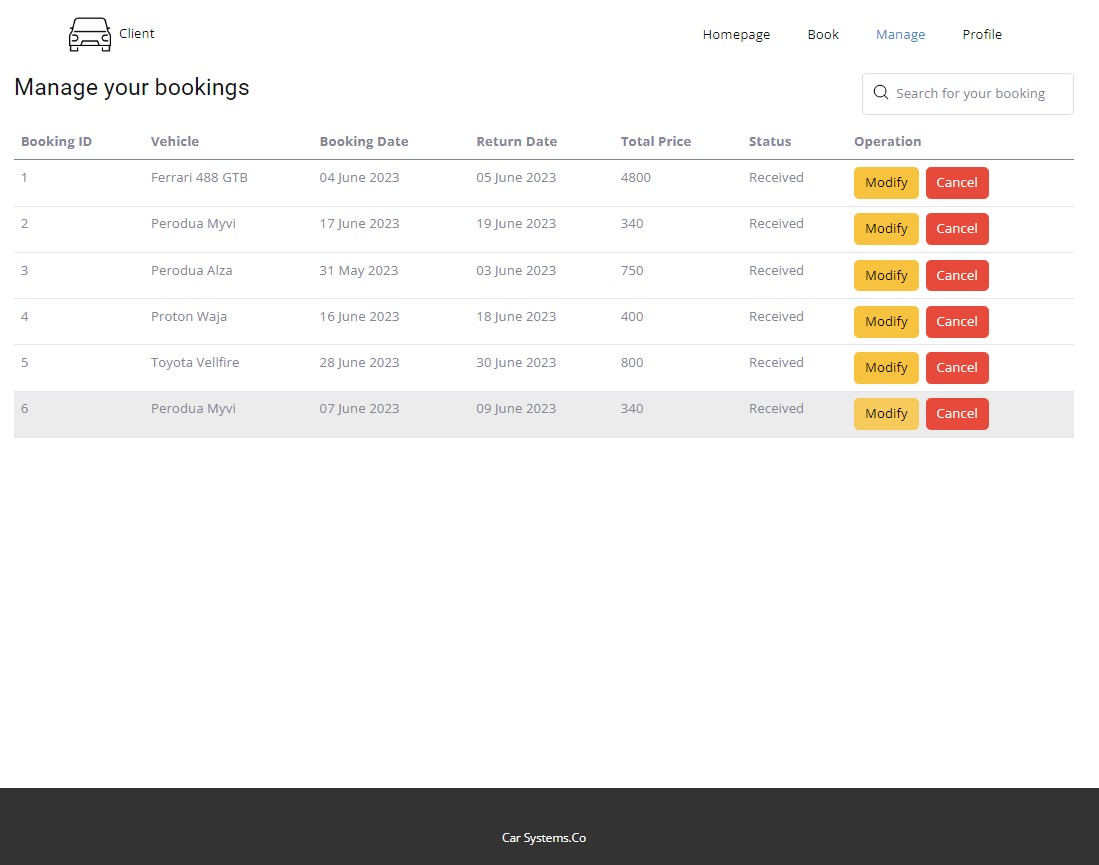 Client
Homepage Book Manage Profile
Manage your bookings
Search for your booking
Booking ID Vehicle Booking Date Return Date Total Price Status Operation
1 Ferrari 488 GTB 04 June 2023 05 June 2023 4800 Received Modify Cancel
2 Perodua Myvi 17 June 2023 19 June 2023 340 Received Modify Cancel
3 Perodua Alza 31 May 2023 03 June 2023 750 Received Modify Cancel
4 Proton Waja 16 June 2023 18 June 2023 400 Received Modify Cancel
5 Toyota Vellfire 28 June 2023 30 June 2023 800 Received Modify Cancel
6 Perodua Myvi 07 June 2023 09 June 2023 340 Received Modify Cancel
Car Systems.Co